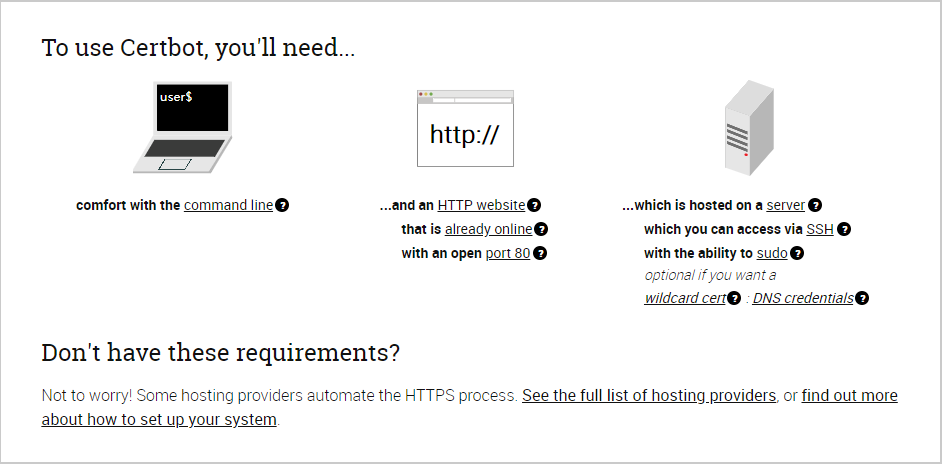 To use Certbot, you'll need...
user$
http://
comfort with the command line ?
...and an HTTP website ?
that is already online ?
with an open port 80 ?
...which is hosted on a server ?
which you can access via SSH ?
with the ability to sudo ?
optional if you want a
wildcard cert ? : DNS credentials ?
Don't have these requirements?
Not to worry! Some hosting providers automate the HTTPS process. See the full list of hosting providers, or find out more
about how to set up your system.